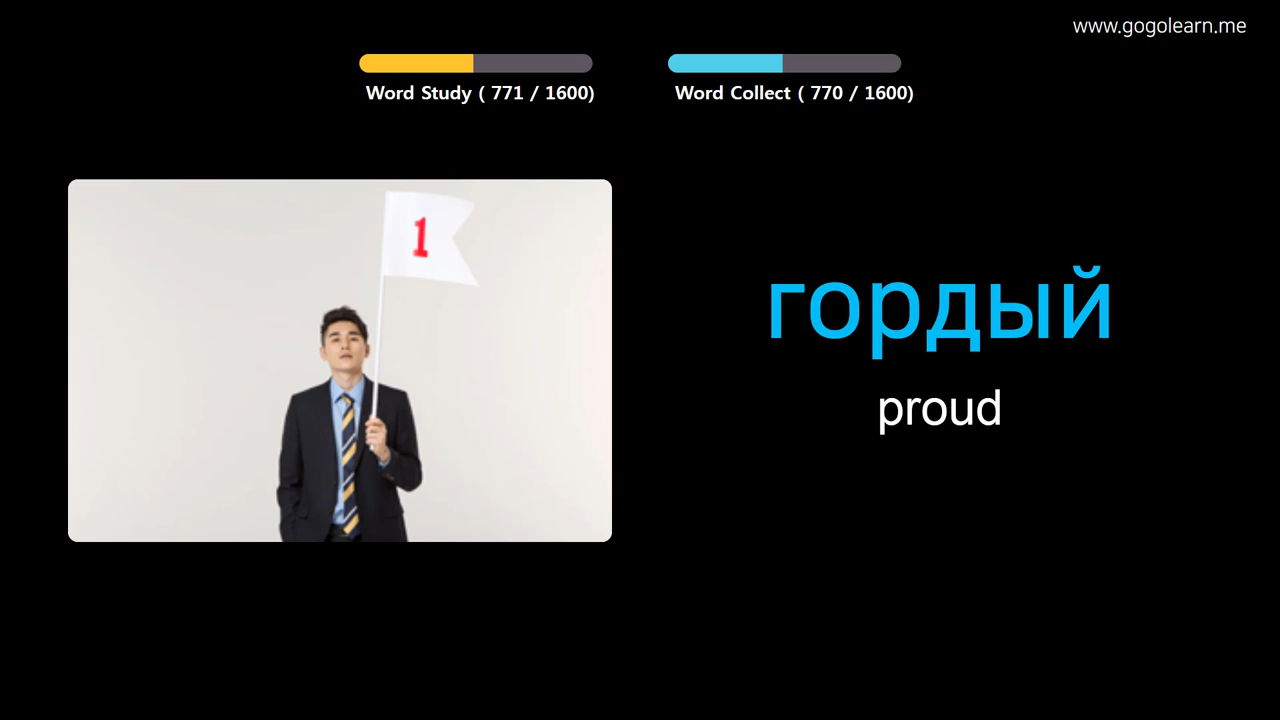 www.gogolearn.me
Word Study ( 771 / 1600)
Word Collect ( 770 / 1600)
1
гордый
proud